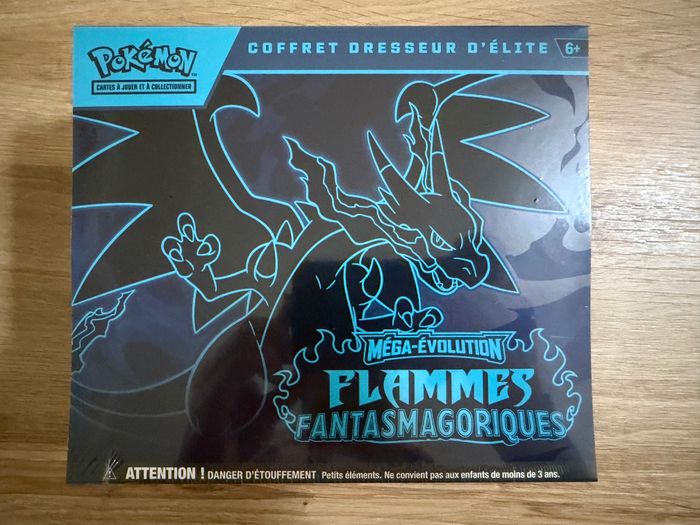 POKéMON
CARTES À JOUER ET À COLLECTIONNER
COFFRET DRESSEUR D'ÉLITE
6+
MÉGA-ÉVOLUTION
FLAMMES
FANTASMAGORIQUES
ATTENTION ! DANGER D'ÉTOUFFEMENT Petits éléments. Ne convient pas aux enfants de moins de 3 ans.